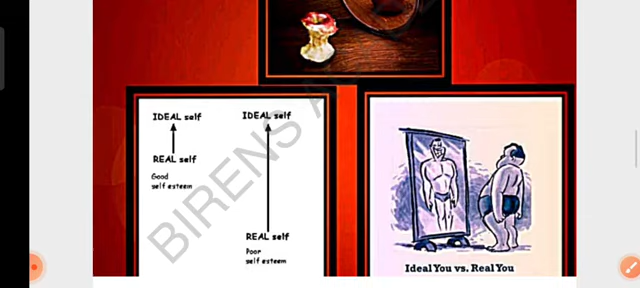 IDEAL self
REAL self
Good
self esteem
IDEAL self
REAL self
Poor
self esteem
Ideal You vs. Real You
BIRENS A